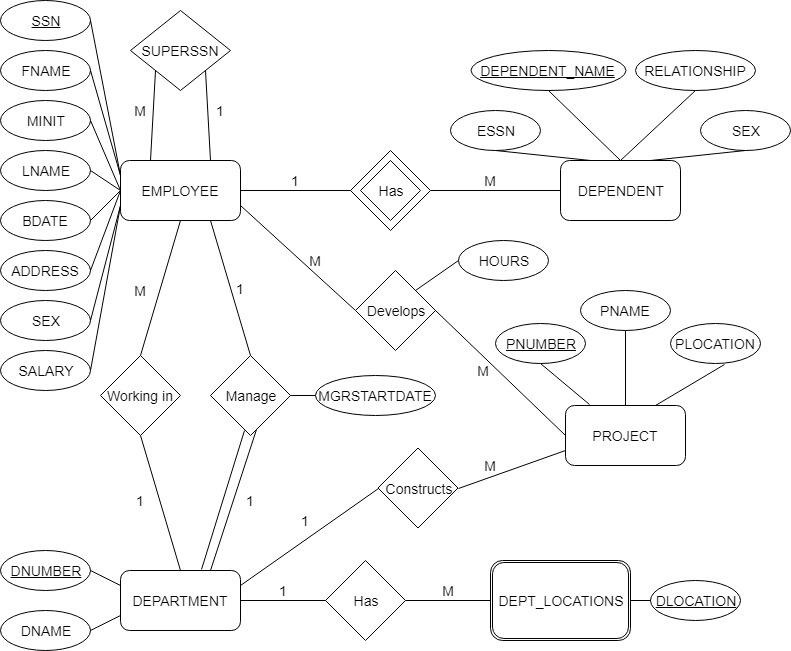 SSN
SUPERSSN
FNAME
DEPENDENT_NAME
RELATIONSHIP
M
1
MINIT
ESSN
SEX
LNAME
EMPLOYEE
1
Has
M
DEPENDENT
BDATE
ADDRESS
M
1
M
HOURS
SEX
Develops
PNAME
PNUMBER
PLOCATION
SALARY
M
Working in
Manage
MGRSTARTDATE
PROJECT
M
1
1
Constructs
1
DNUMBER
1
M
DEPARTMENT
Has
DEPT_LOCATIONS
DLOCATION
DNAME